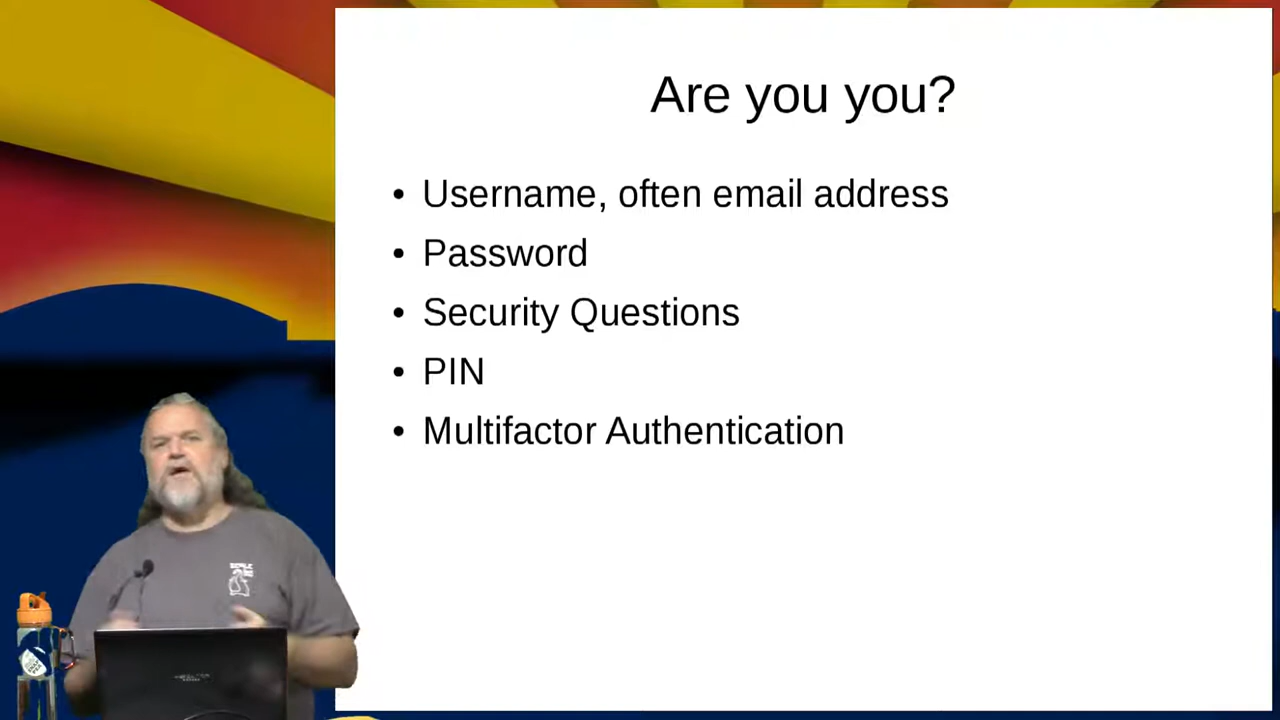 Are you you?
• Username, often email address
• Password
• Security Questions
• PIN
• Multifactor Authentication